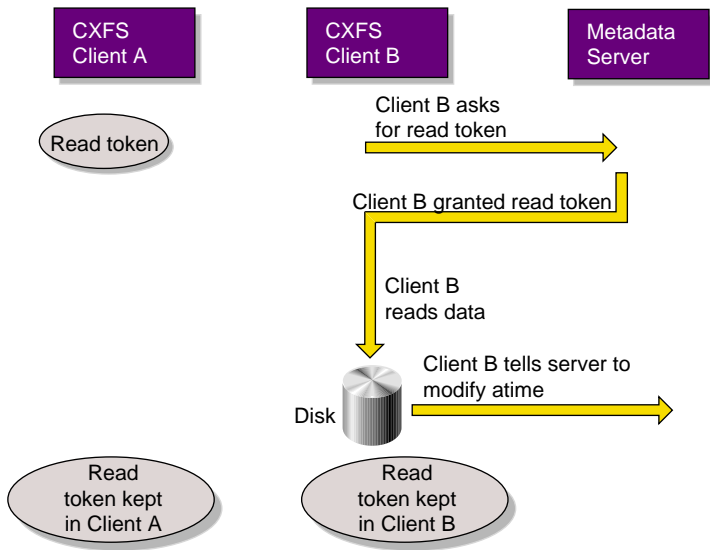 CXFS
Client A
CXFS
Client B
Metadata
Server
Read token
Client B asks
for read token
Client B granted read token
Client B
reads data
Client B tells server to
modify atime
Disk
Read
token kept
in Client A
Read
token kept
in Client B